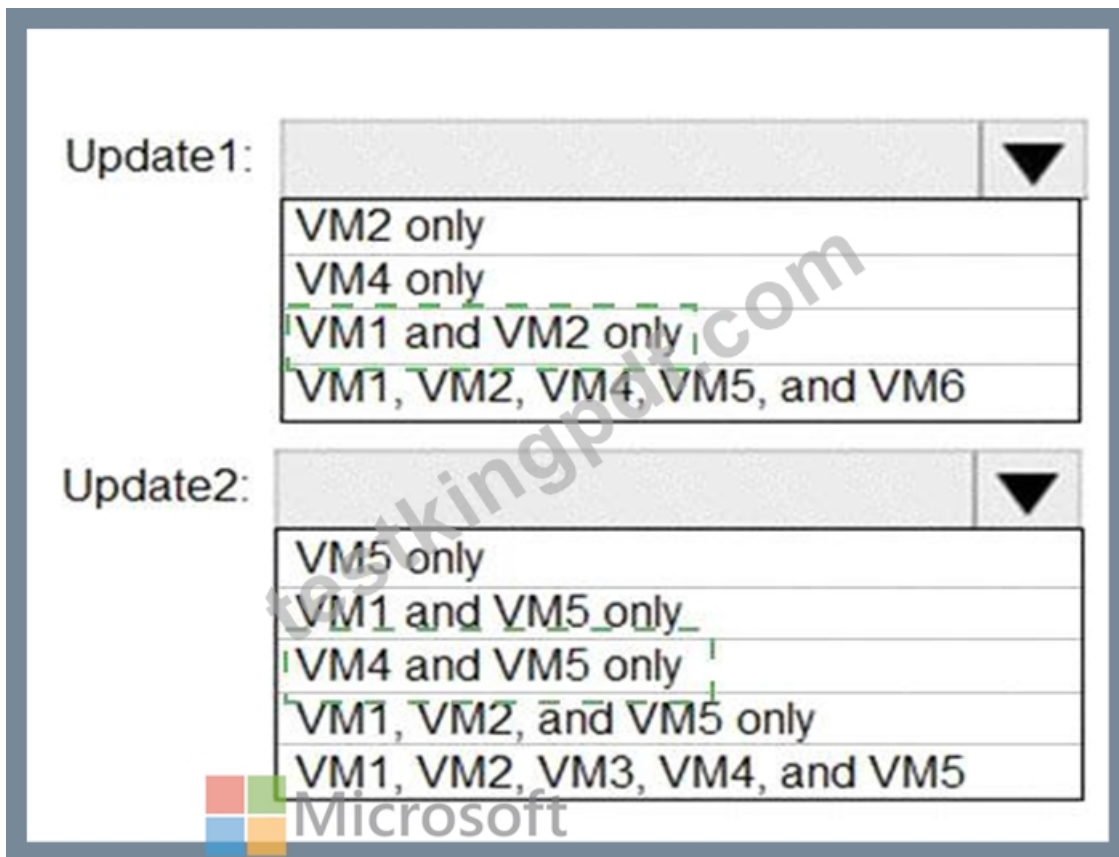 Update1:
VM2 only
VM4 only
VM1 and VM2 only
VM1, VM2, VM4, VM5, and VM6
Update2:
VM5 only
VM1 and VM5 only
VM4 and VM5 only
VM1, VM2, and VM5 only
VM1, VM2, VM3, VM4, and VM5
Microsoft
testkingpdf.com